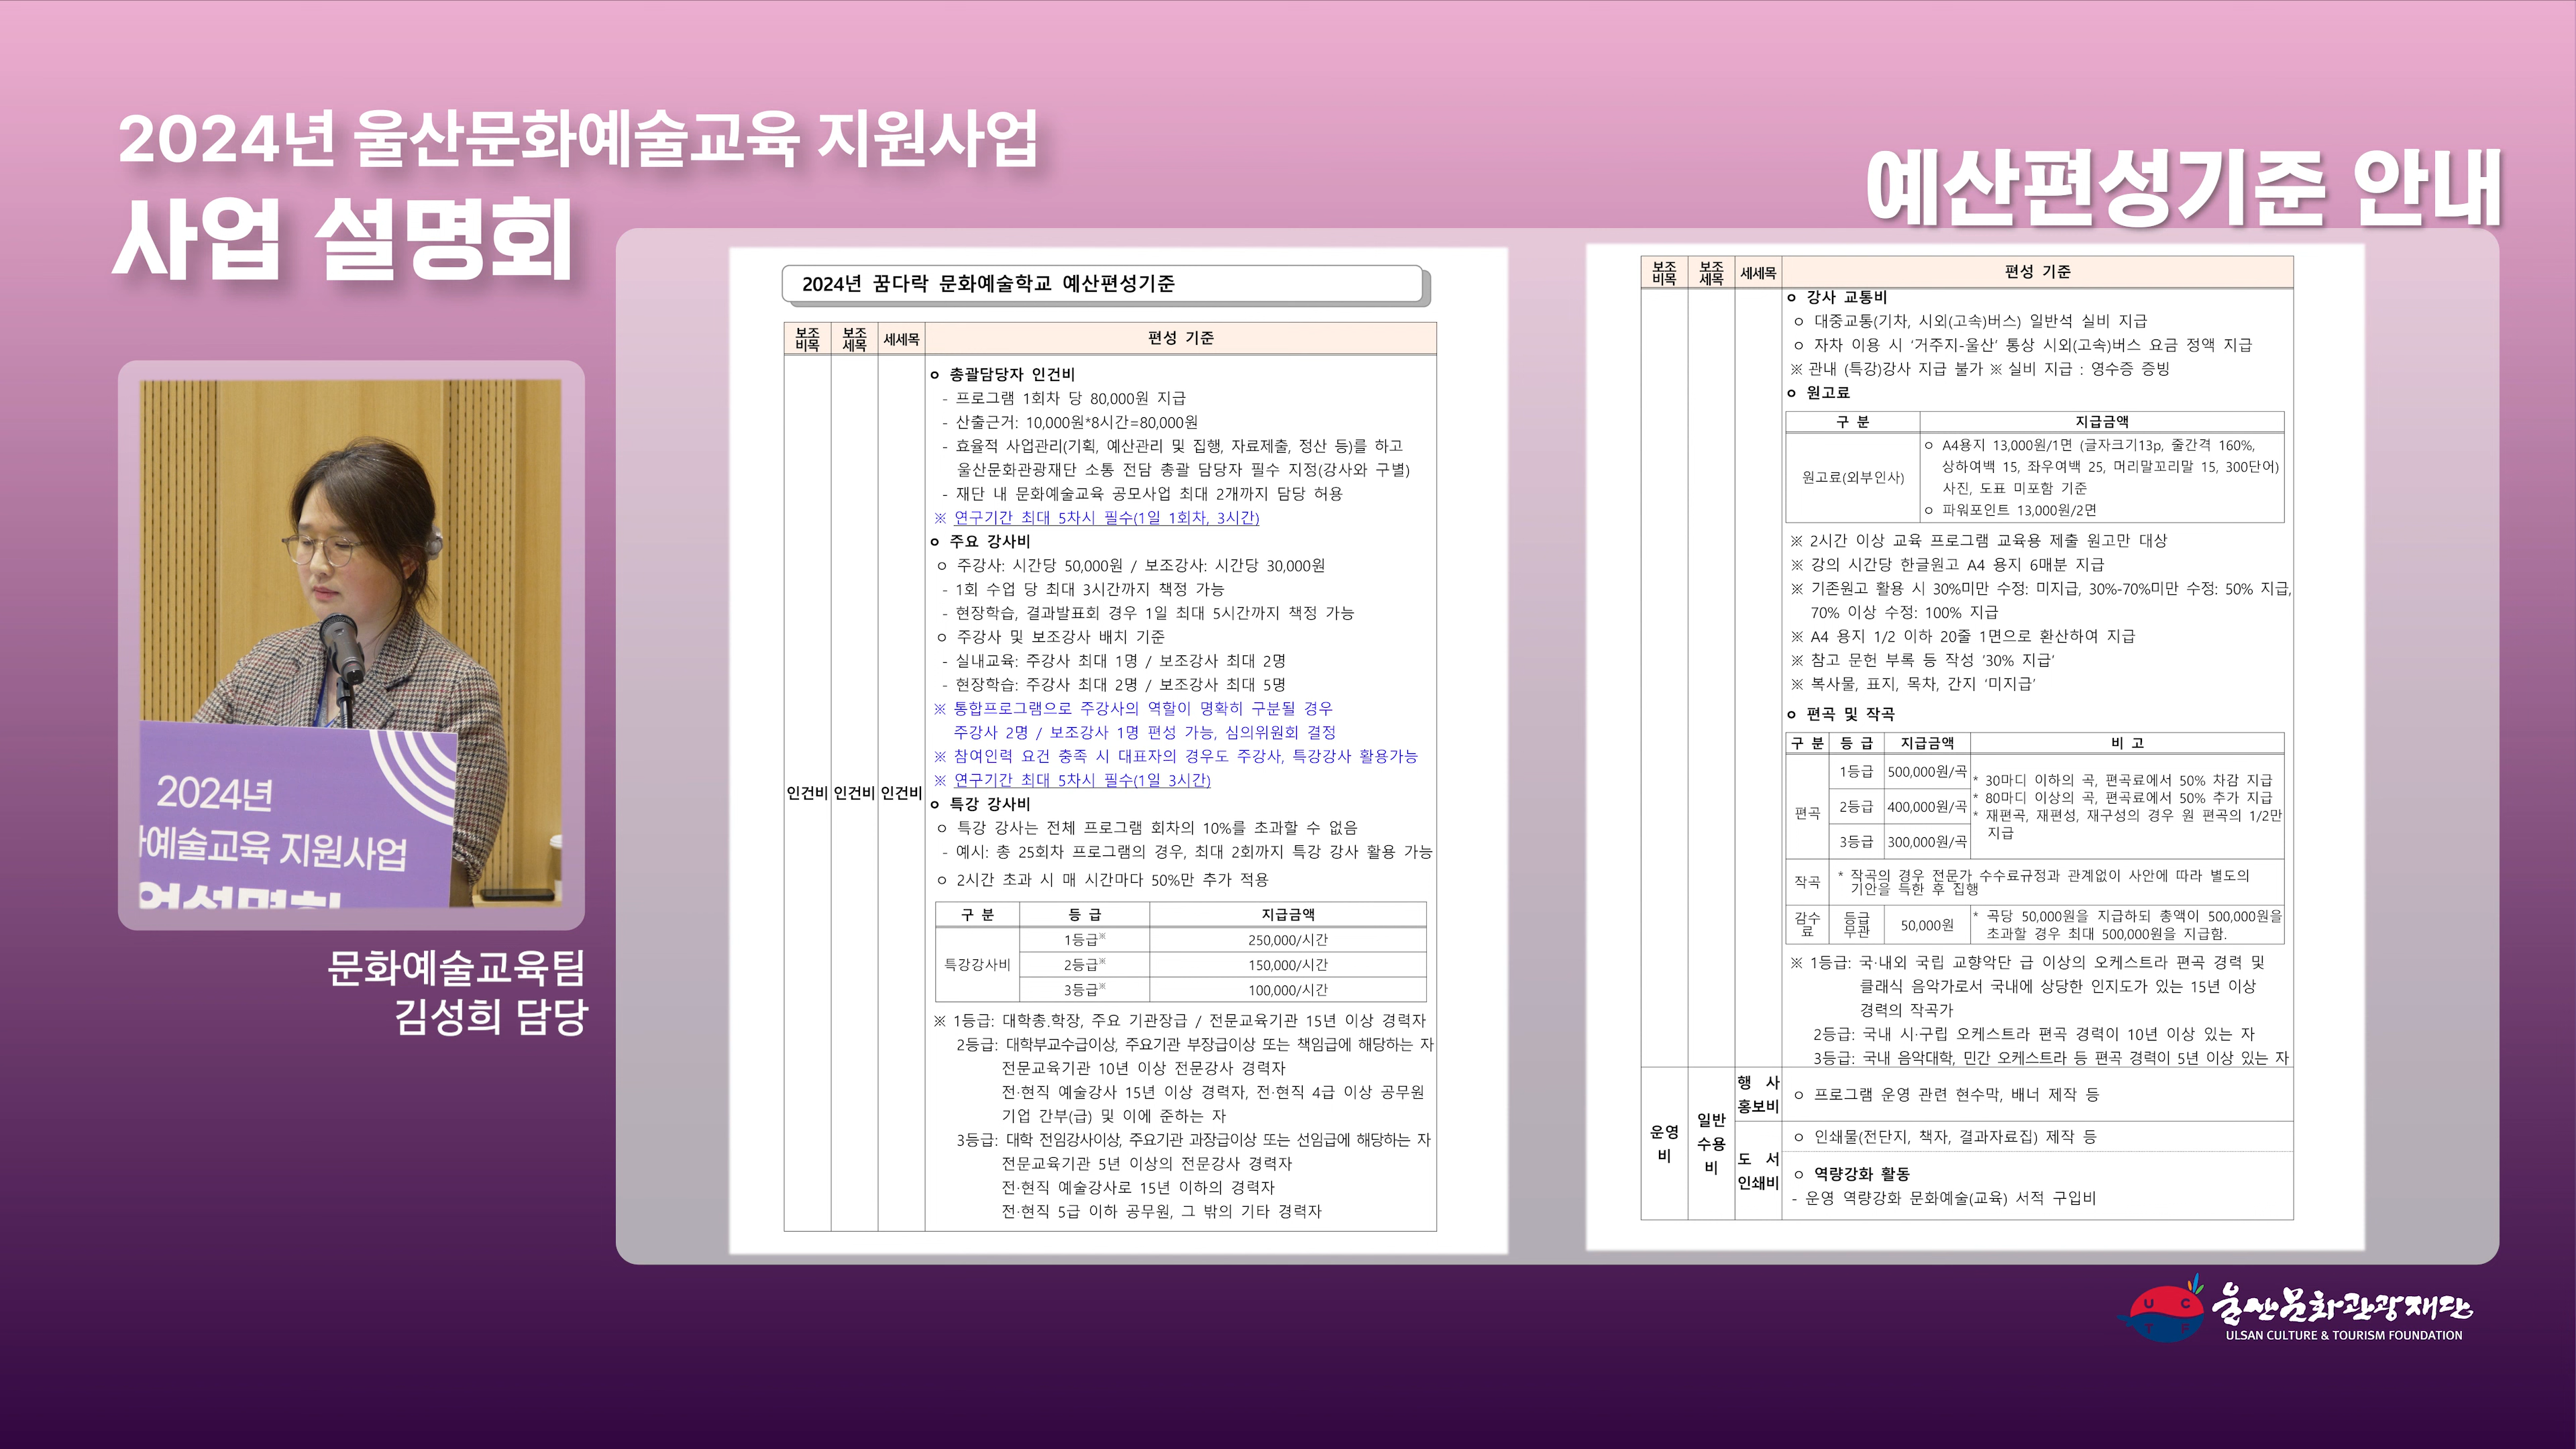 2024년 울산문화예술교육 지원사업
사업 설명회
예산편성기준 안내
2024년
예술교육 지원사업
문화예술교육팀
김성희 담당
2024년 꿈다락 문화예술학교 예산편성기준
보조비목 보조세목 세세목 편성 기준
인건비 인건비 인건비
o 총괄담당자 인건비
- 프로그램 1회차 당 80,000원 지급
- 산출근거: 10,000원*8시간=80,000원
- 효율적 사업관리(기획, 예산관리 및 집행, 자료제출, 정산 등)를 하고
울산문화관광재단 소통 전담 총괄 담당자 필수 지정(강사와 구별)
- 재단 내 문화예술교육 공모사업 최대 2개까지 담당 허용
※ 연구기간 최대 5차시 필수(1일 1회차, 3시간)
o 주요 강사비
o 주강사: 시간당 50,000원 / 보조강사: 시간당 30,000원
- 1회 수업 당 최대 3시간까지 책정 가능
- 현장학습, 결과발표회 경우 1일 최대 5시간까지 책정 가능
o 주강사 및 보조강사 배치 기준
- 실내교육: 주강사 최대 1명 / 보조강사 최대 2명
- 현장학습: 주강사 최대 2명 / 보조강사 최대 5명
※ 통합프로그램으로 주강사의 역할이 명확히 구분될 경우
주강사 2명 / 보조강사 1명 편성 가능, 심의위원회 결정
※ 참여인력 요건 충족 시 대표자의 경우도 주강사, 특강강사 활용가능
※ 연구기간 최대 5차시 필수(1일 3시간)
o 특강 강사비
o 특강 강사는 전체 프로그램 회차의 10%를 초과할 수 없음
- 예시: 총 25회차 프로그램의 경우, 최대 2회까지 특강 강사 활용 가능
o 2시간 초과 시 매 시간마다 50%만 추가 적용
구 분 등 급 지급금액
특강강사비
1등급※ 250,000/시간
2등급※ 150,000/시간
3등급※ 100,000/시간
※ 1등급: 대학총.학장, 주요 기관장급 / 전문교육기관 15년 이상 경력자
2등급: 대학부교수급이상, 주요기관 부장급이상 또는 책임급에 해당하는 자
전문교육기관 10년 이상 전문강사 경력자
전·현직 예술강사 15년 이상 경력자, 전·현직 4급 이상 공무원
기업 간부(급) 및 이에 준하는 자
3등급: 대학 전임강사이상, 주요기관 과장급이상 또는 선임급에 해당하는 자
전문교육기관 5년 이상의 전문강사 경력자
전·현직 예술강사로 15년 이하의 경력자
전·현직 5급 이하 공무원, 그 밖의 기타 경력자
보조비목 보조세목 세세목 편성 기준
o 강사 교통비
o 대중교통(기차, 시외(고속)버스) 일반석 실비 지급
o 자차 이용 시 '거주지-울산' 통상 시외(고속)버스 요금 정액 지급
※ 관내 (특강)강사 지급 불가 ※ 실비 지급 : 영수증 증빙
o 원고료
구 분 지급금액
원고료(외부인사)
o A4용지 13,000원/1면 (글자크기13p, 줄간격 160%,
상하여백 15, 좌우여백 25, 머리말꼬리말 15, 300단어)
사진, 도표 미포함 기준
o 파워포인트 13,000원/2면
※ 2시간 이상 교육 프로그램 교육용 제출 원고만 대상
※ 강의 시간당 한글원고 A4 용지 6매분 지급
※ 기존원고 활용 시 30%미만 수정: 미지급, 30%-70%미만 수정: 50% 지급,
70% 이상 수정: 100% 지급
※ A4 용지 1/2 이하 20줄 1면으로 환산하여 지급
※ 참고 문헌 부록 등 작성 '30% 지급'
※ 복사물, 표지, 목차, 간지 '미지급'
o 편곡 및 작곡
구 분 등 급 지급금액 비 고
편곡
1등급 500,000원/곡
2등급 400,000원/곡
3등급 300,000원/곡
* 30마디 이하의 곡, 편곡료에서 50% 차감 지급
* 80마디 이상의 곡, 편곡료에서 50% 추가 지급
* 재편곡, 재편성, 재구성의 경우 원 편곡의 1/2만
지급
작곡
* 작곡의 경우 전문가 수수료규정과 관계없이 사안에 따라 별도의
기안을 득한 후 집행
감수료 등급무관 50,000원
* 곡당 50,000원을 지급하되 총액이 500,000원을
초과할 경우 최대 500,000원을 지급함.
※ 1등급: 국·내외 국립 교향악단 급 이상의 오케스트라 편곡 경력 및
클래식 음악가로서 국내에 상당한 인지도가 있는 15년 이상
경력의 작곡가
2등급: 국내 시·구립 오케스트라 편곡 경력이 10년 이상 있는 자
3등급: 국내 음악대학, 민간 오케스트라 등 편곡 경력이 5년 이상 있는 자
운영비
일반수용비
행 사
홍보비
o 프로그램 운영 관련 현수막, 배너 제작 등
도 서
인쇄비
o 인쇄물(전단지, 책자, 결과자료집) 제작 등
o 역량강화 활동
- 운영 역량강화 문화예술(교육) 서적 구입비
U C
T F
울산문화관광재단
ULSAN CULTURE & TOURISM FOUNDATION